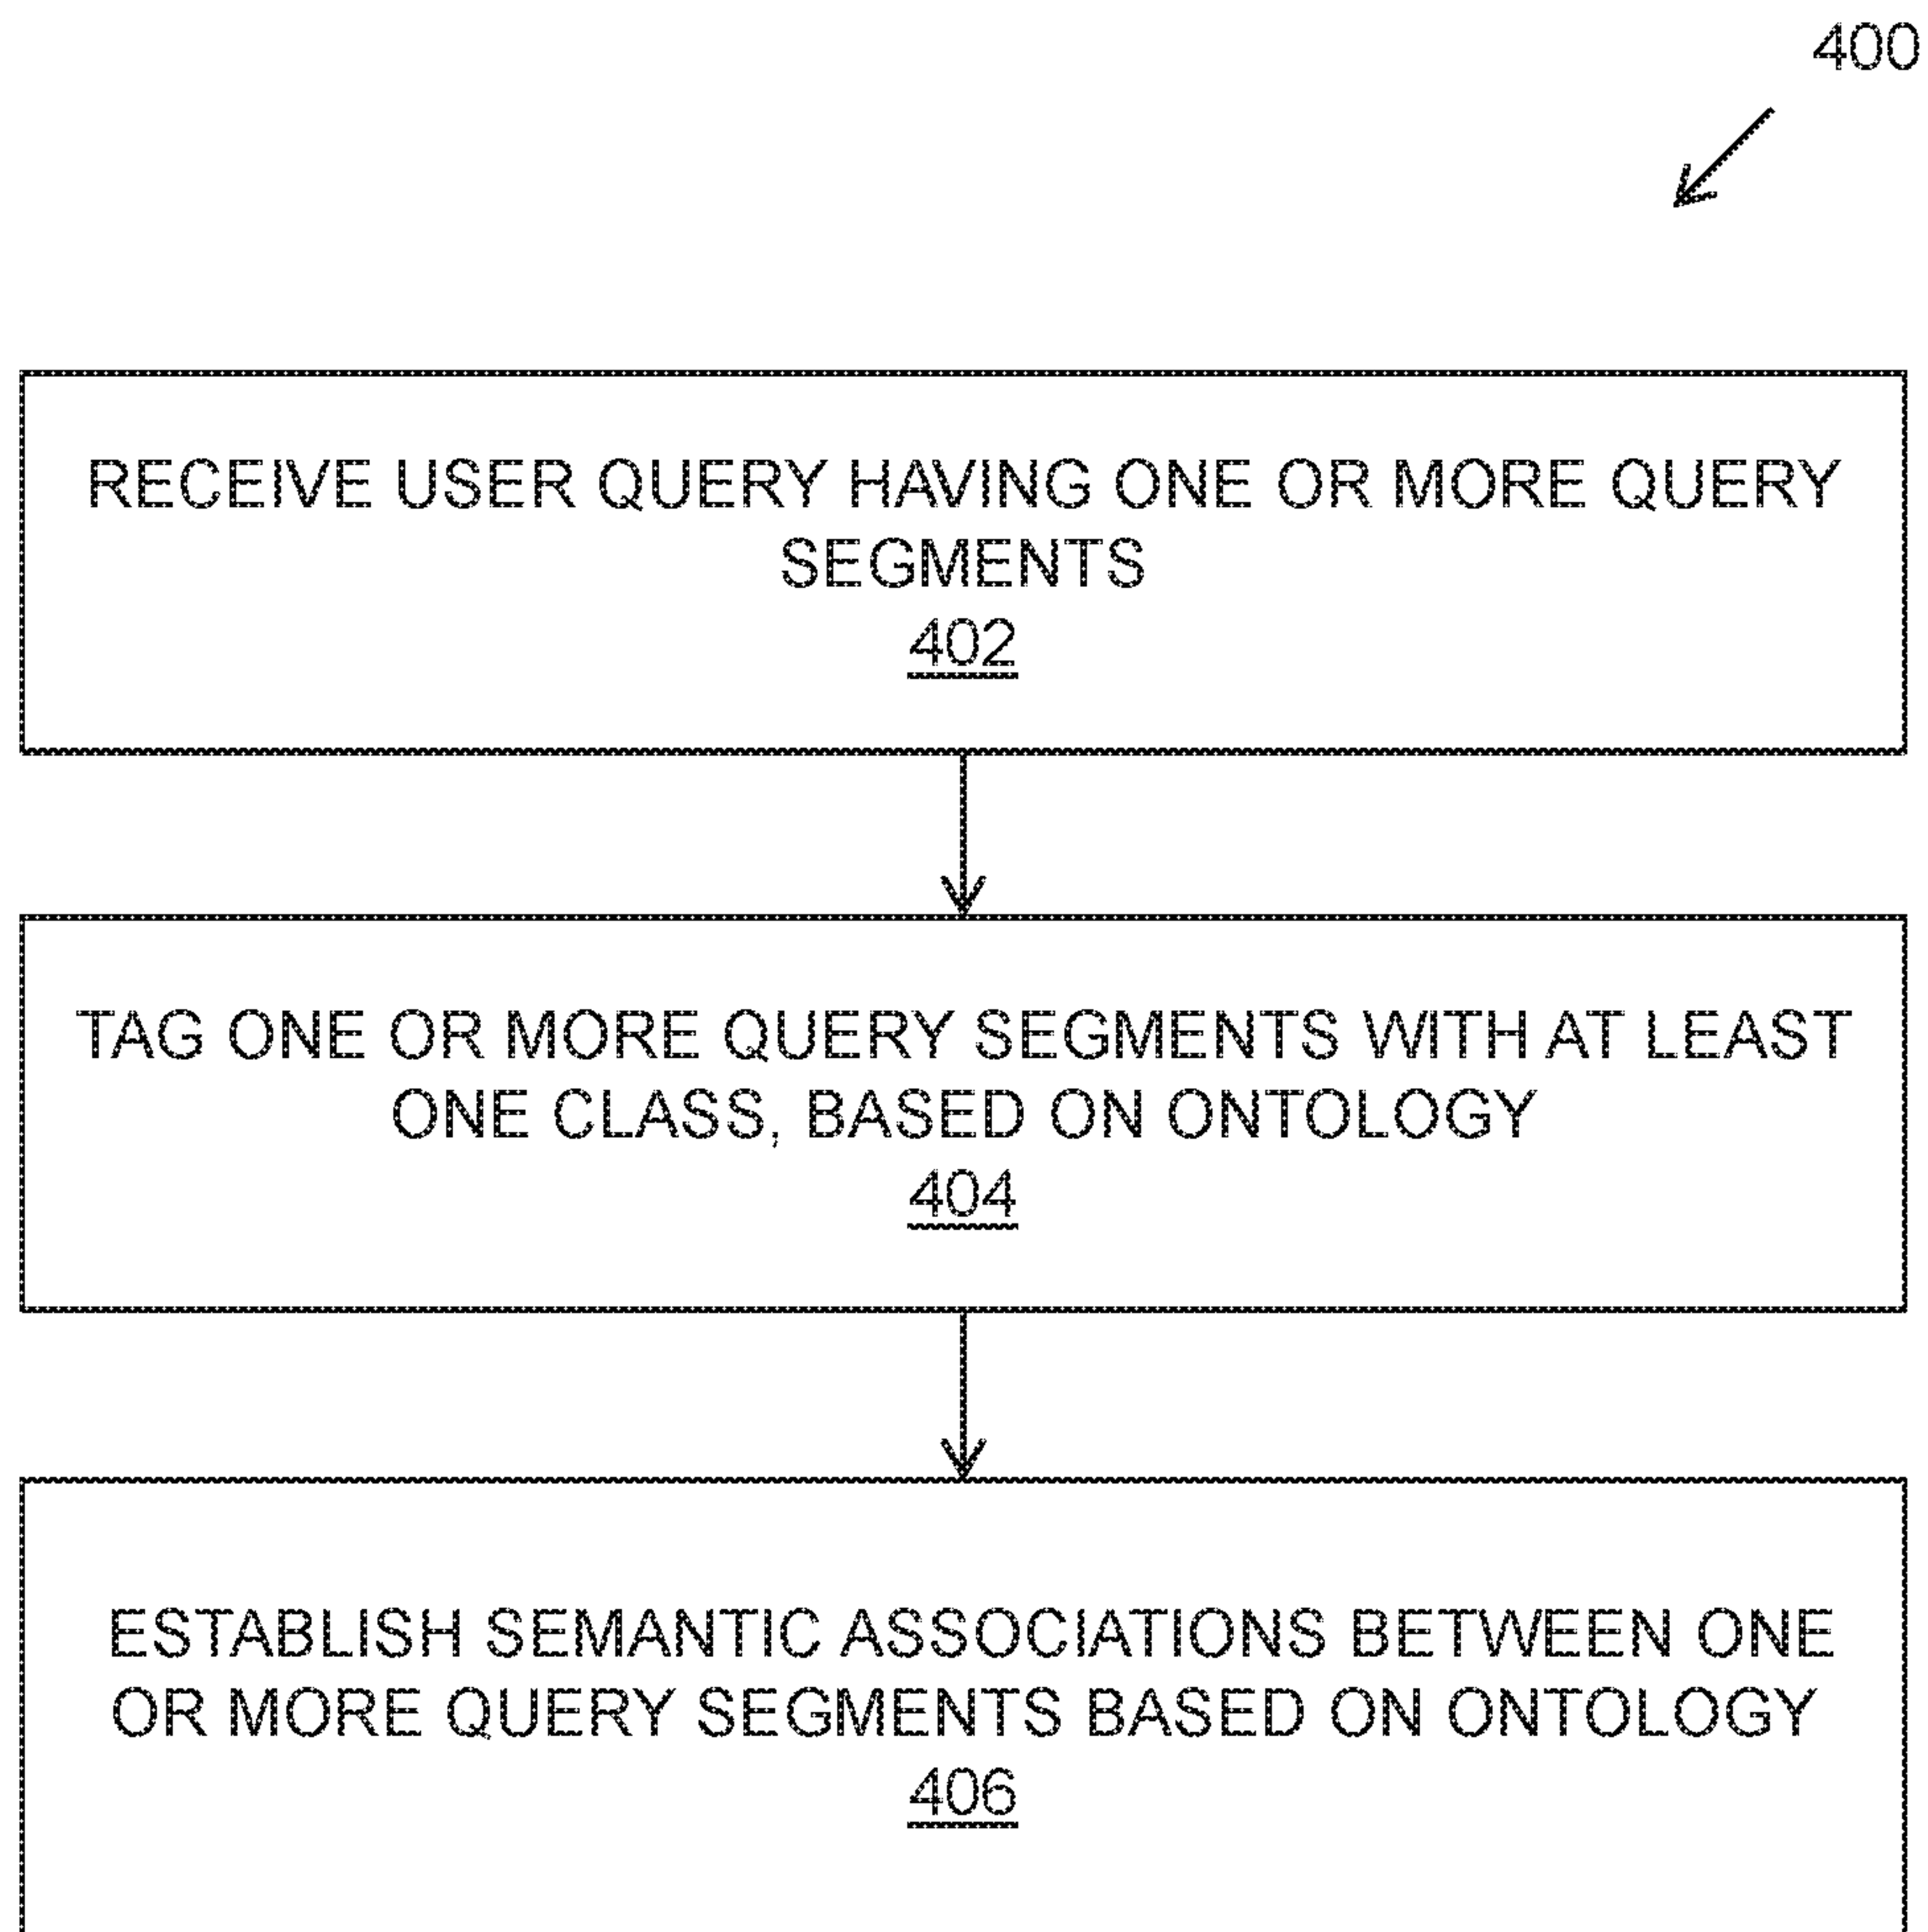 400
RECEIVE USER QUERY HAVING ONE OR MORE QUERY
SEGMENTS
402
TAG ONE OR MORE QUERY SEGMENTS WITH AT LEAST
ONE CLASS, BASED ON ONTOLOGY
404
ESTABLISH SEMANTIC ASSOCIATIONS BETWEEN ONE
OR MORE QUERY SEGMENTS BASED ON ONTOLOGY
406